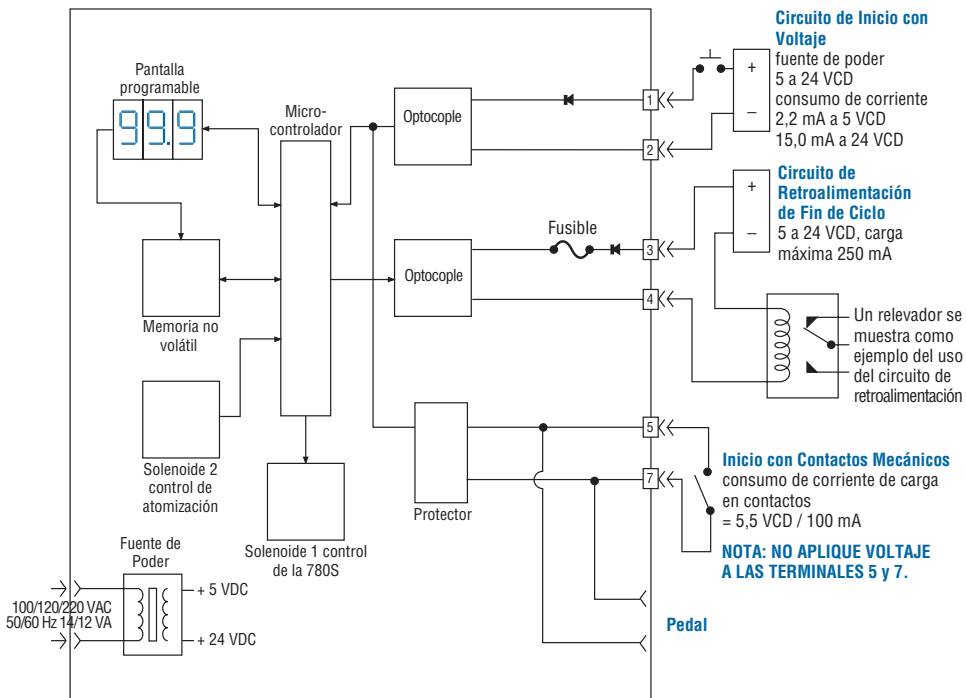 Circuito de Inicio con
Voltaje
fuente de poder
5 a 24 VCD
consumo de corriente
2,2 mA a 5 VCD
15,0 mA a 24 VCD
Pantalla
programable
99.9
Micro-
controlador
Optocople
1
2
+
–
Circuito de
Retroalimentación
de Fin de Ciclo
5 a 24 VCD, carga
máxima 250 mA
+
–
Fusible
3
Optocople
4
Memoria no
volátil
Un relevador se
muestra como
ejemplo del uso
del circuito de
retroalimentación
Solenoide 2
control de
atomización
Solenoide 1 control
de la 780S
Protector
5
7
Inicio con Contactos Mecánicos
consumo de corriente de carga
en contactos
= 5,5 VCD / 100 mA
NOTA: NO APLIQUE VOLTAJE
A LAS TERMINALES 5 y 7.
Fuente de
Poder
+ 5 VDC
100/120/220 VAC
50/60 Hz 14/12 VA
+ 24 VDC
Pedal